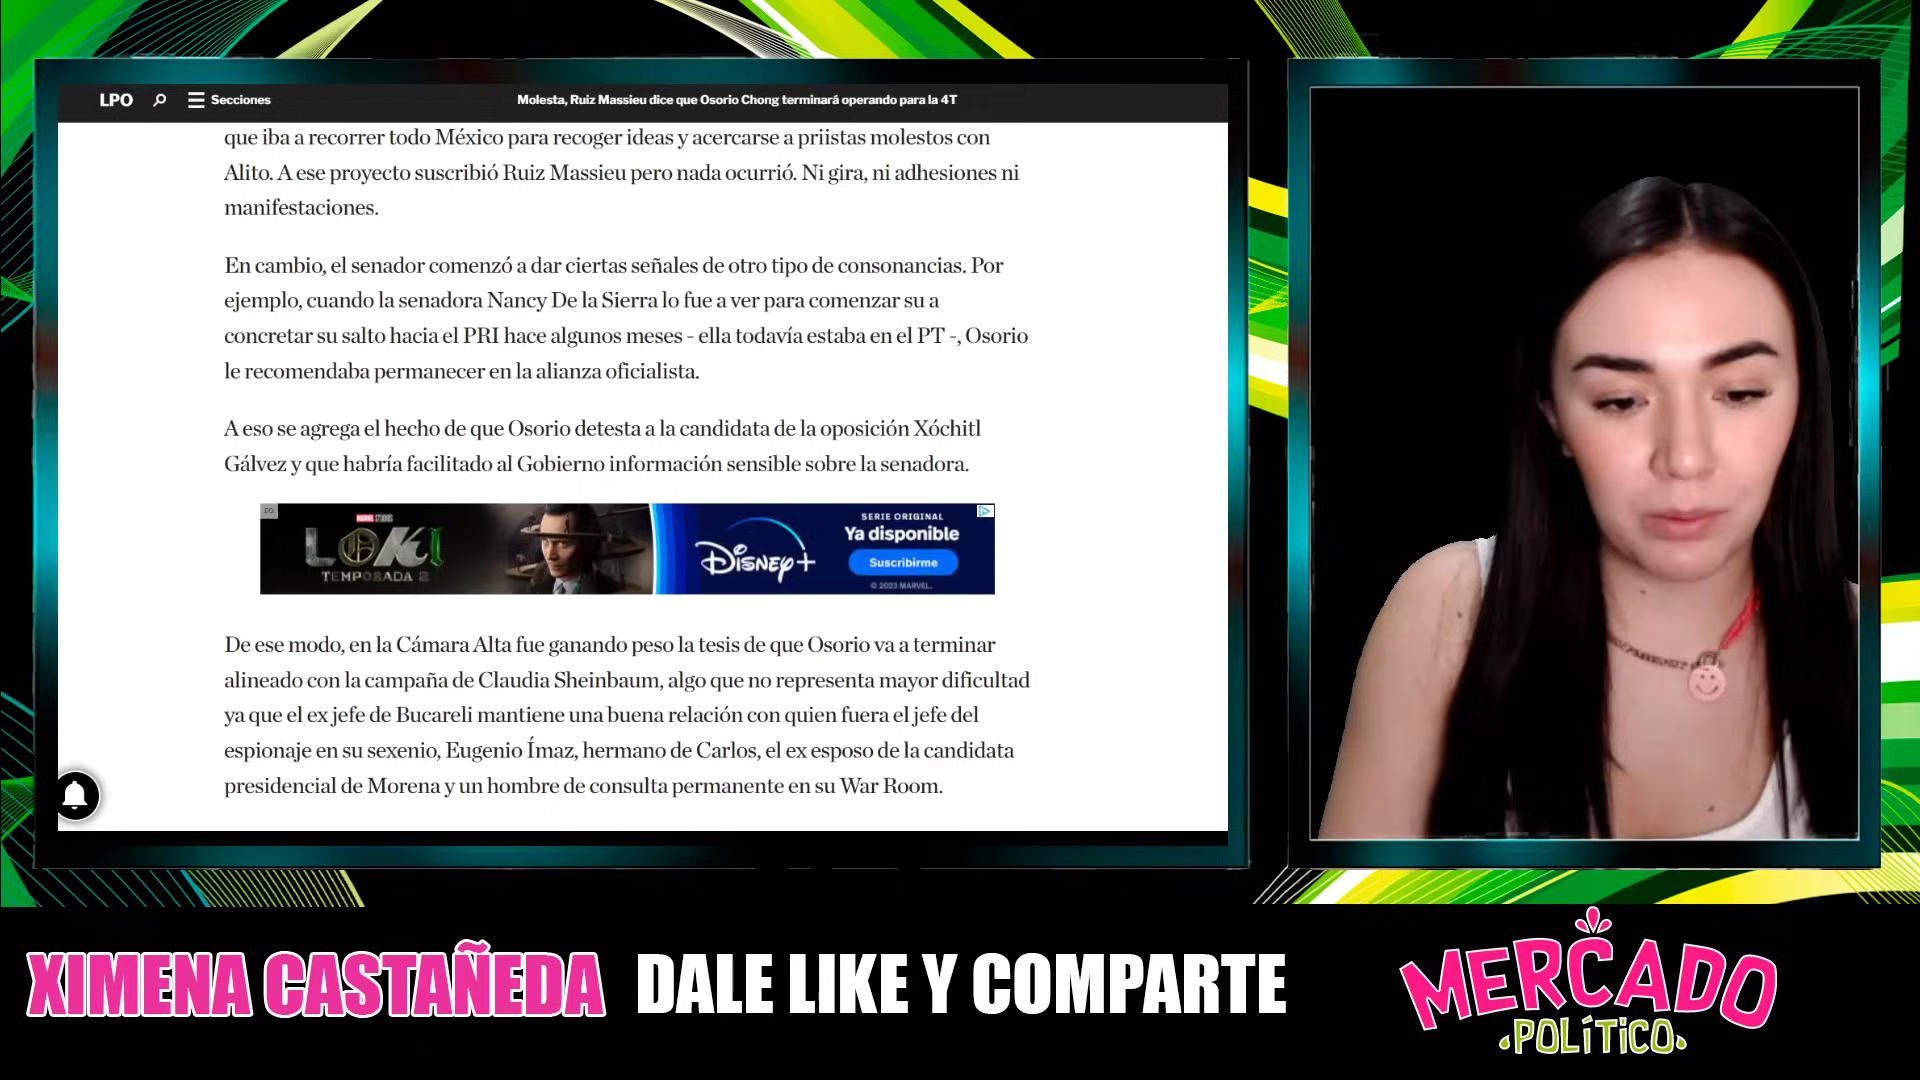 LPO
Secciones
Molesta, Ruiz Massieu dice que Osorio Chong terminará operando para la 4T
que iba a recorrer todo México para recoger ideas y acercarse a priistas molestos con
Alito. A ese proyecto suscribió Ruiz Massieu pero nada ocurrió. Ni gira, ni adhesiones ni
manifestaciones.
En cambio, el senador comenzó a dar ciertas señales de otro tipo de consonancias. Por
ejemplo, cuando la senadora Nancy De la Sierra lo fue a ver para comenzar su a
concretar su salto hacia el PRI hace algunos meses - ella todavía estaba en el PT -, Osorio
le recomendaba permanecer en la alianza oficialista.
A eso se agrega el hecho de que Osorio detesta a la candidata de la oposición Xóchitl
Gálvez y que habría facilitado al Gobierno información sensible sobre la senadora.
MARVEL STUDIOS
LOKI
TEMPORADA 2
Disney+
SERIE ORIGINAL
Ya disponible
Suscribirme
© 2023 MARVEL.
De ese modo, en la Cámara Alta fue ganando peso la tesis de que Osorio va a terminar
alineado con la campaña de Claudia Sheinbaum, algo que no representa mayor dificultad
ya que el ex jefe de Bucareli mantiene una buena relación con quien fuera el jefe del
espionaje en su sexenio, Eugenio Ímaz, hermano de Carlos, el ex esposo de la candidata
presidencial de Morena y un hombre de consulta permanente en su War Room.
XIMENA CASTAÑEDA DALE LIKE Y COMPARTE
MERCADO
POLÍTICO